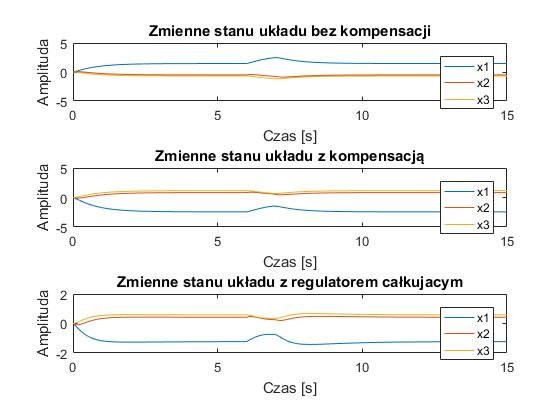 Zmienne stanu układu bez kompensacji
Amplituda
5
0
-5
0
5
10
15
x1
x2
x3
Czas [s]
Zmienne stanu układu z kompensacją
Amplituda
5
0
-5
0
5
10
15
x1
x2
x3
Czas [s]
Zmienne stanu układu z regulatorem całkujacym
Amplituda
2
0
-2
0
5
10
15
x1
x2
x3
Czas [s]